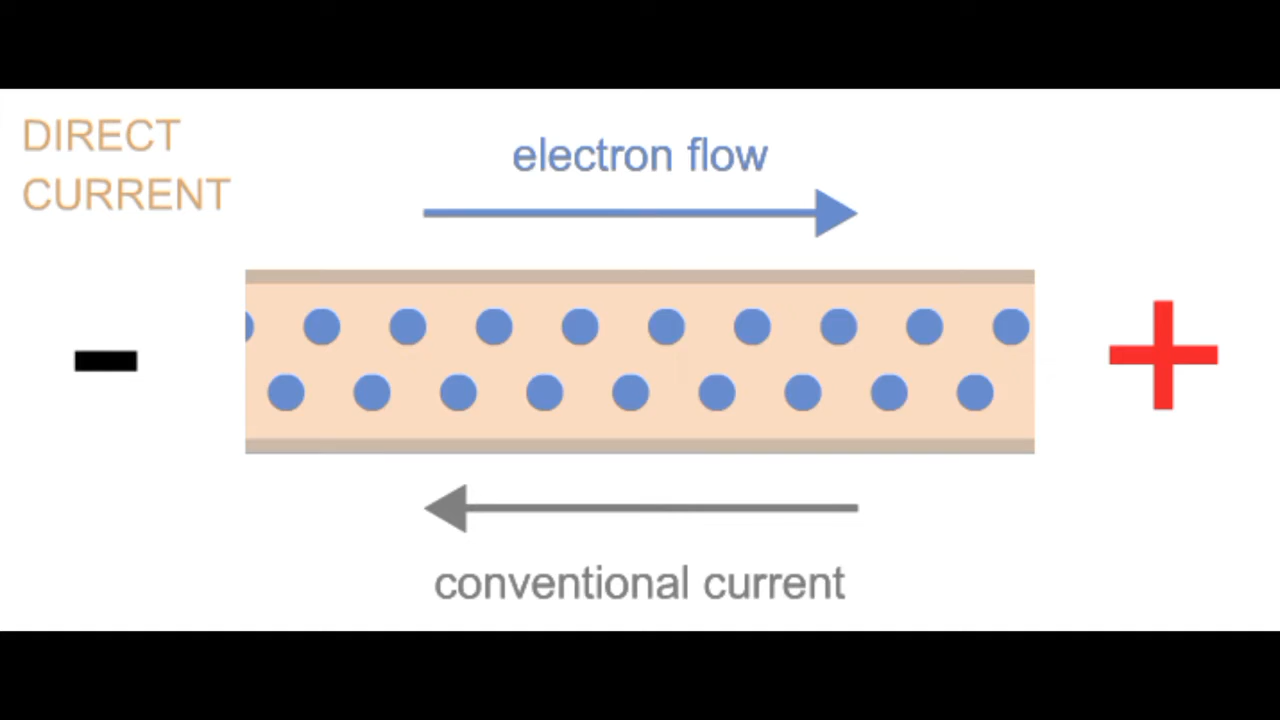 DIRECT
CURRENT
electron flow
-
+
conventional current